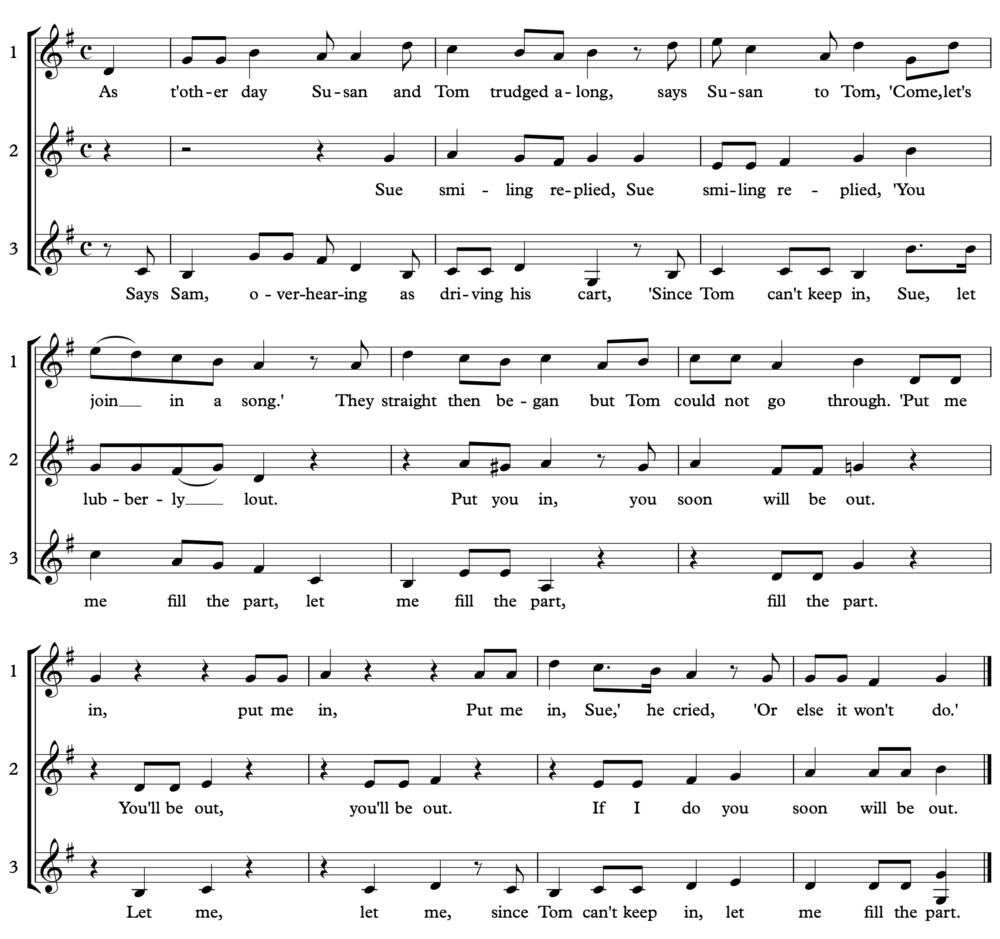 1
As t'oth-er day Su-san and Tom trudged a-long, says Su-san to Tom, 'Come, let's
2
Sue smi-ling re-plied, Sue smi-ling re-plied, 'You
3
Says Sam, o-ver-hear-ing as dri-ving his cart, 'Since Tom can't keep in, Sue, let
1
join__ in a song.' They straight then be-gan but Tom could not go through. 'Put me
2
lub-ber-ly__ lout. Put you in, you soon will be out.
3
me fill the part, let me fill the part, fill the part.
1
in, put me in, Put me in, Sue,' he cried, 'Or else it won't do.'
2
You'll be out, you'll be out. If I do you soon will be out.
3
Let me, let me, since Tom can't keep in, let me fill the part.